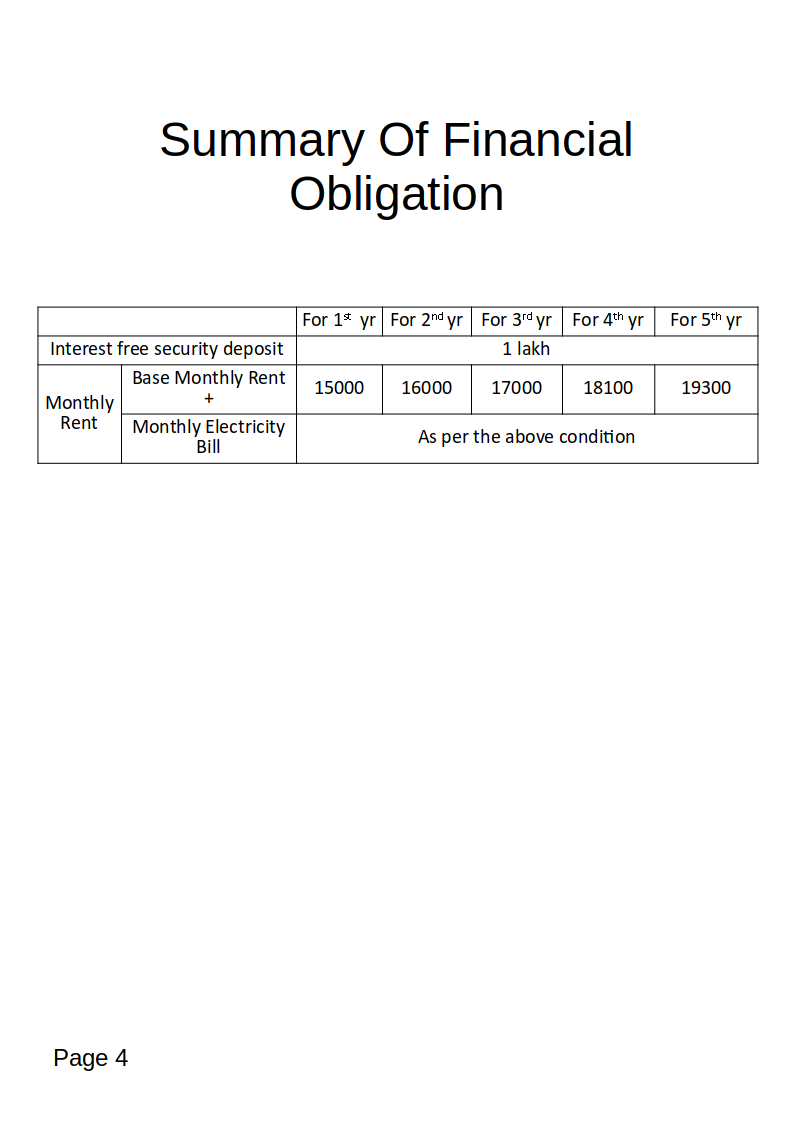 Summary Of Financial
Obligation
For 1st yr For 2nd yr For 3rd yr For 4th yr For 5th yr
Interest free security deposit 1 lakh
Monthly
Rent
Base Monthly Rent
+
15000 16000 17000 18100 19300
Monthly Electricity
Bill
As per the above condition
Page 4